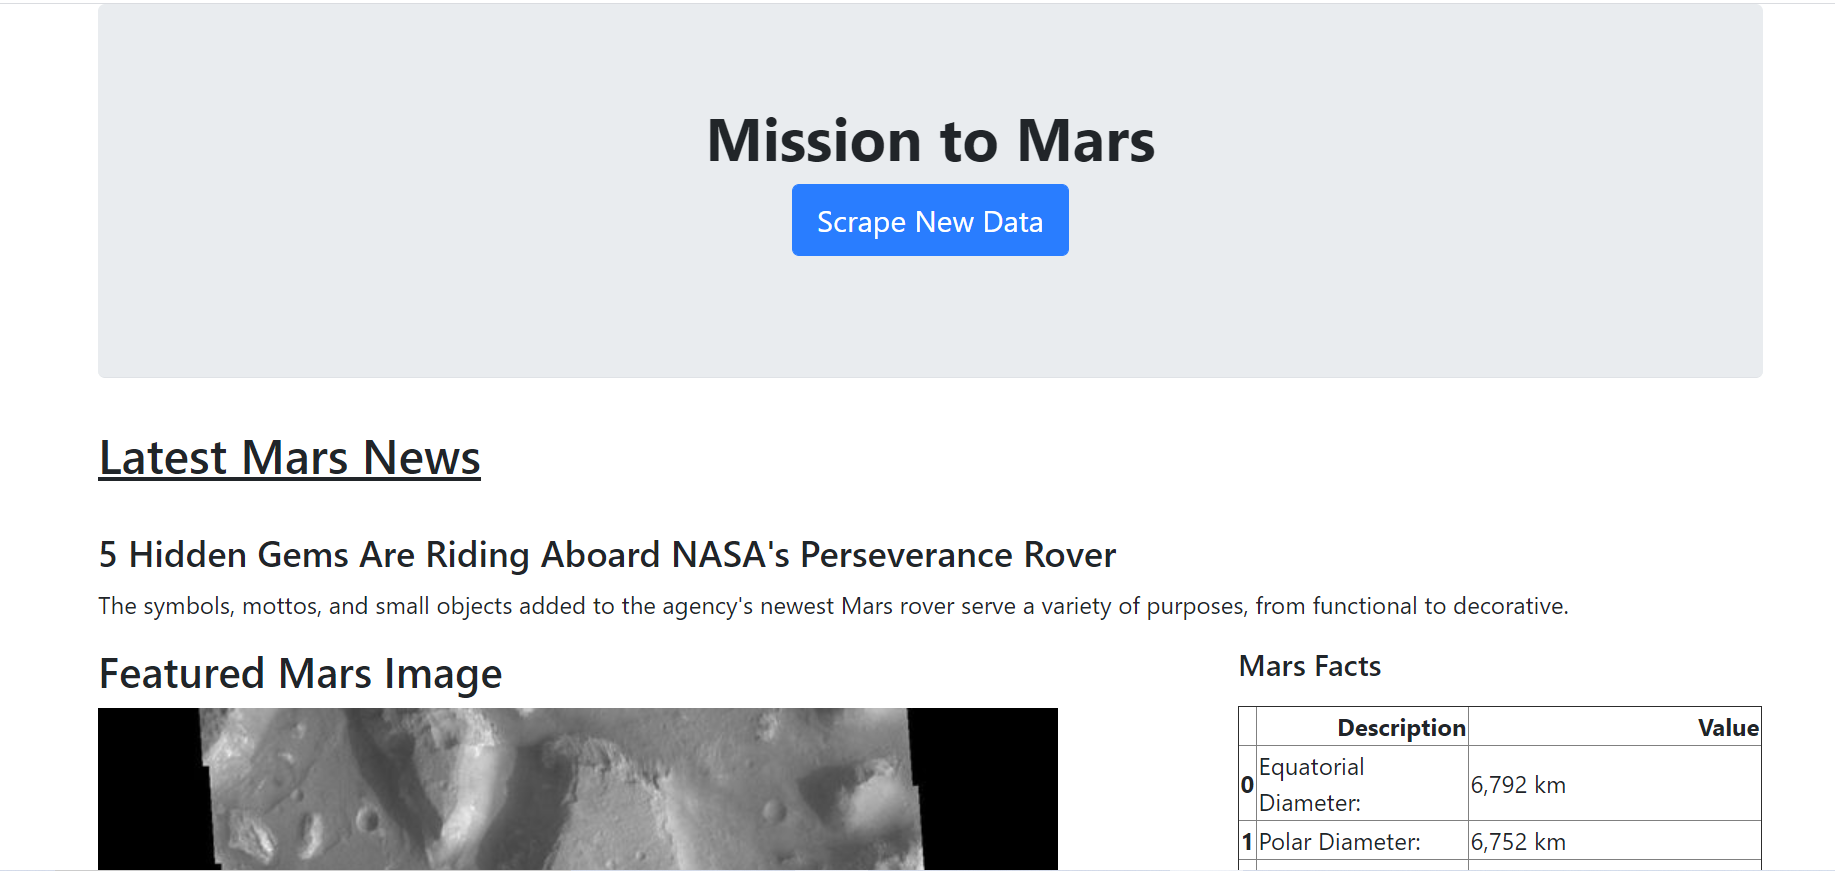 Mission to Mars
Scrape New Data
Latest Mars News
5 Hidden Gems Are Riding Aboard NASA's Perseverance Rover
The symbols, mottos, and small objects added to the agency's newest Mars rover serve a variety of purposes, from functional to decorative.
Featured Mars Image
Mars Facts
Description Value
0 Equatorial Diameter: 6,792 km
1 Polar Diameter: 6,752 km